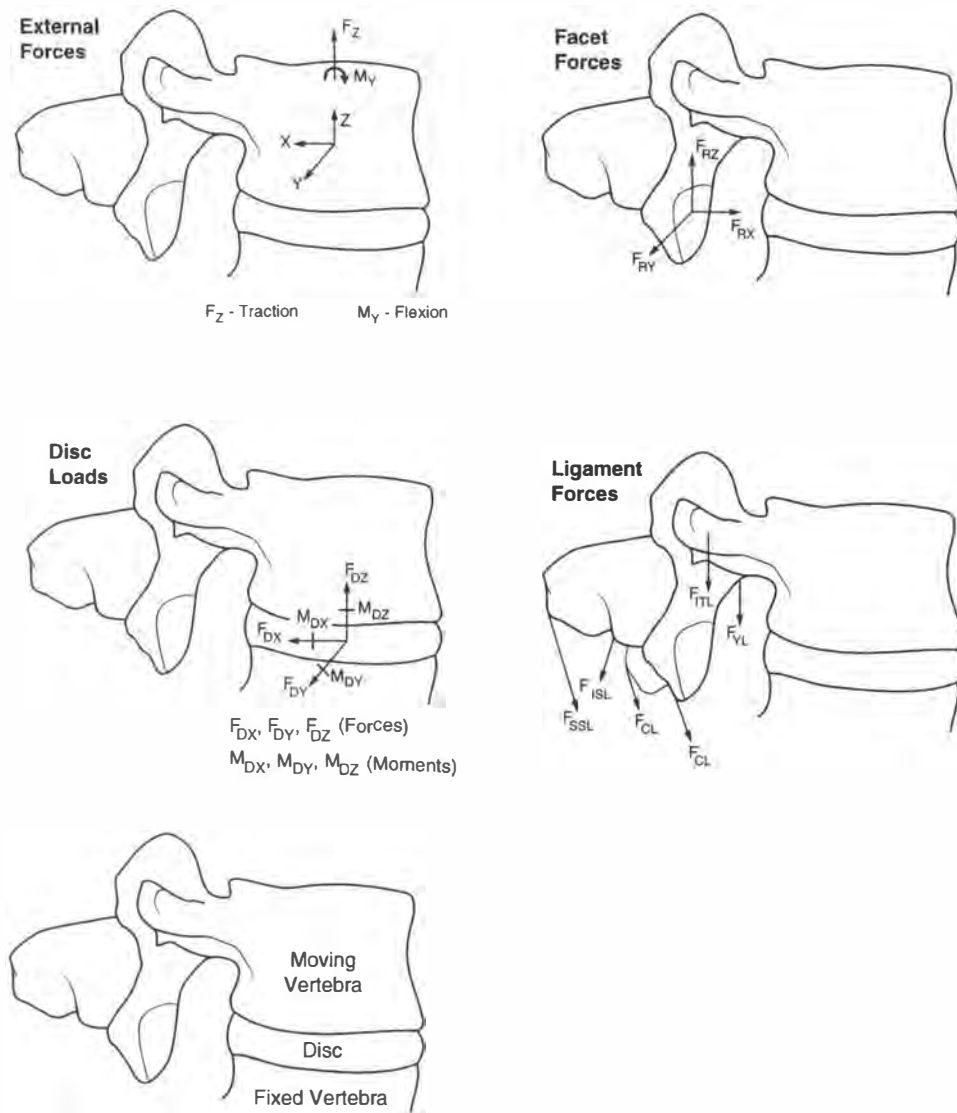 External
Forces
F_Z
M_Y
Z
X
Y
F_Z - Traction
M_Y - Flexion
Facet
Forces
F_RZ
F_RX
F_RY
Disc
Loads
F_DZ
M_DX
M_DZ
F_DX
M_DY
F_DY
F_DX, F_DY, F_DZ (Forces)
M_DX, M_DY, M_DZ (Moments)
Ligament
Forces
F_ITL
F_YL
F_ISL
F_SSL
F_CL
F_CL
Moving
Vertebra
Disc
Fixed Vertebra